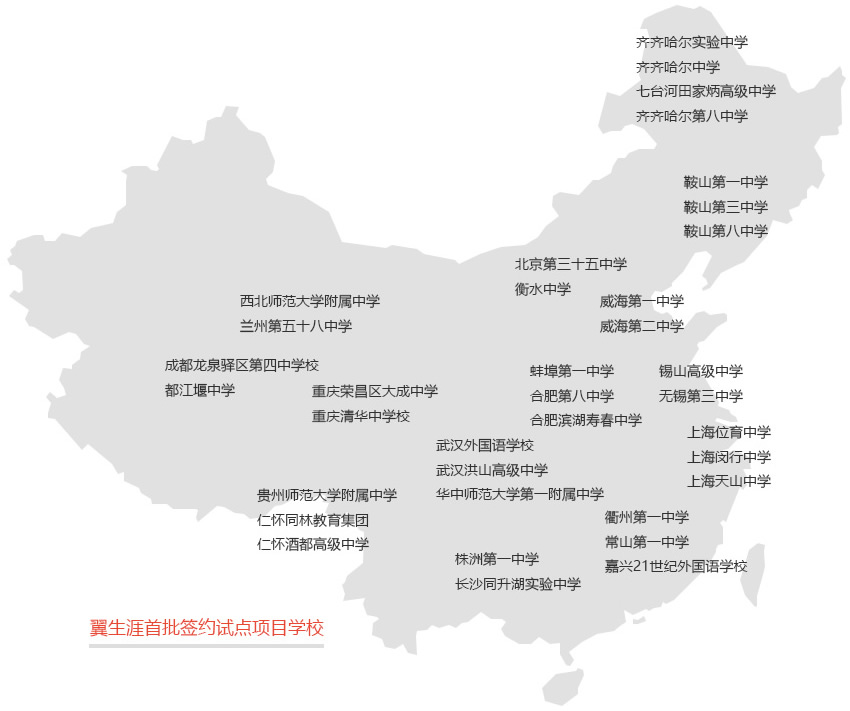 齐齐哈尔实验中学
齐齐哈尔中学
七台河田家炳高级中学
齐齐哈尔第八中学
鞍山第一中学
鞍山第三中学
鞍山第八中学
北京第三十五中学
衡水中学
威海第一中学
威海第二中学
西北师范大学附属中学
兰州第五十八中学
成都龙泉驿区第四中学校
都江堰中学
重庆荣昌区大成中学
重庆清华中学校
蚌埠第一中学
合肥第八中学
合肥滨湖寿春中学
锡山高级中学
无锡第三中学
上海位育中学
上海闵行中学
上海天山中学
武汉外国语学校
武汉洪山高级中学
华中师范大学第一附属中学
贵州师范大学附属中学
仁怀同林教育集团
仁怀酒都高级中学
衢州第一中学
常山第一中学
嘉兴21世纪外国语学校
株洲第一中学
长沙同升湖实验中学
翼生涯首批签约试点项目学校